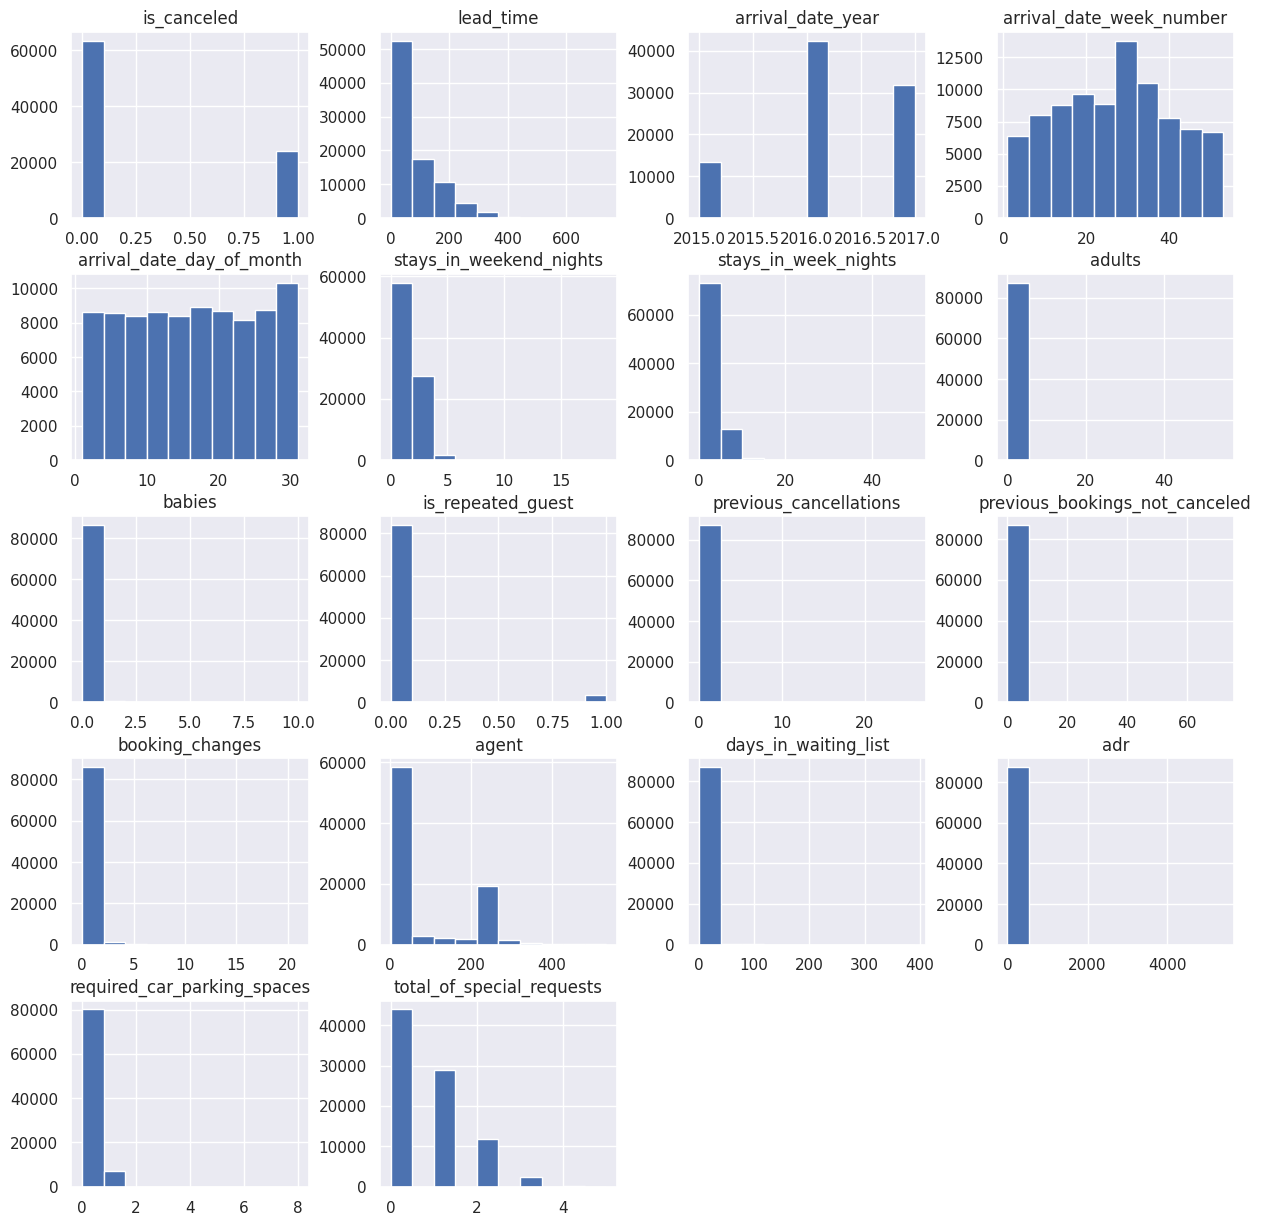 is_canceled
60000
40000
20000
0
0.00 0.25 0.50 0.75 1.00
lead_time
50000
40000
30000
20000
10000
0
0 200 400 600
arrival_date_year
40000
30000
20000
10000
0
2015.0 2015.5 2016.0 2016.5 2017.0
arrival_date_week_number
12500
10000
7500
5000
2500
0
0 20 40
arrival_date_day_of_month
10000
8000
6000
4000
2000
0
0 10 20 30
stays_in_weekend_nights
60000
40000
20000
0
0 5 10 15
stays_in_week_nights
60000
40000
20000
0
0 20 40
adults
80000
60000
40000
20000
0
0 20 40
babies
80000
60000
40000
20000
0
0.0 2.5 5.0 7.5 10.0
is_repeated_guest
80000
60000
40000
20000
0
0.00 0.25 0.50 0.75 1.00
previous_cancellations
80000
60000
40000
20000
0
0 10 20
previous_bookings_not_canceled
80000
60000
40000
20000
0
0 20 40 60
booking_changes
80000
60000
40000
20000
0
0 5 10 15 20
agent
60000
40000
20000
0
0 200 400
days_in_waiting_list
80000
60000
40000
20000
0
0 100 200 300 400
adr
80000
60000
40000
20000
0
0 2000 4000
required_car_parking_spaces
80000
60000
40000
20000
0
0 2 4 6 8
total_of_special_requests
40000
30000
20000
10000
0
0 2 4